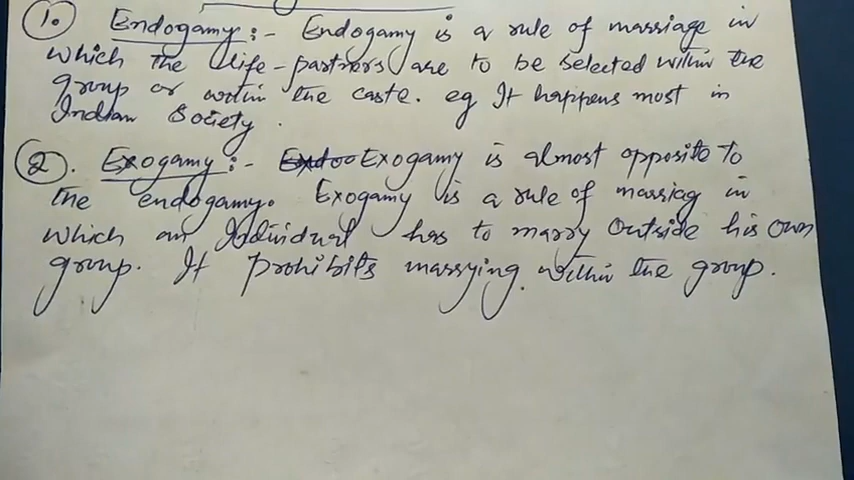 1. Endogamy :- Endogamy is a rule of marriage in
which the life-partners are to be selected within the
group or within the caste. eg It happens most in
Indian Society.
2. Exogamy :- Exogamy is almost opposite to
the endogamy. Exogamy is a rule of marriag in
which an Individual has to marry outside his own
group. It prohibits marrying within the group.